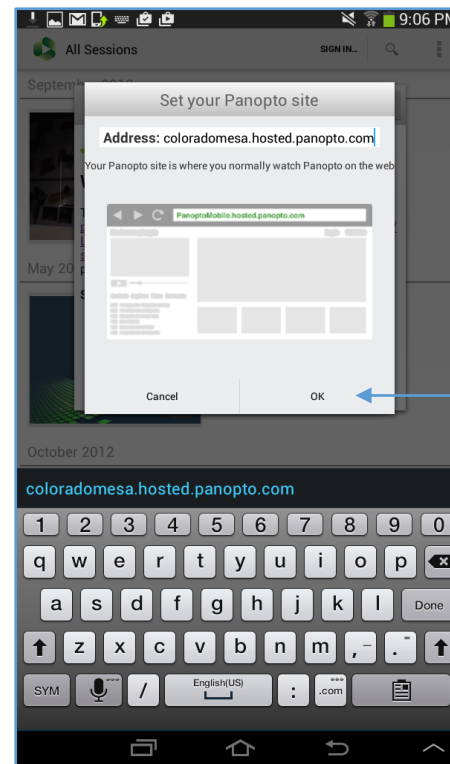 9:06 PM
All Sessions
SIGN IN...
Set your Panopto site
Address: coloradomesa.hosted.panopto.com
Your Panopto site is where you normally watch Panopto on the web
PanoptoMobile.hosted.panopto.com
May 20
Cancel
OK
October 2012
coloradomesa.hosted.panopto.com
1 2 3 4 5 6 7 8 9 0
q w e r t y u i o p
a s d f g h j k l Done
z x c v b n m ,- .
SYM / English(US) : .com